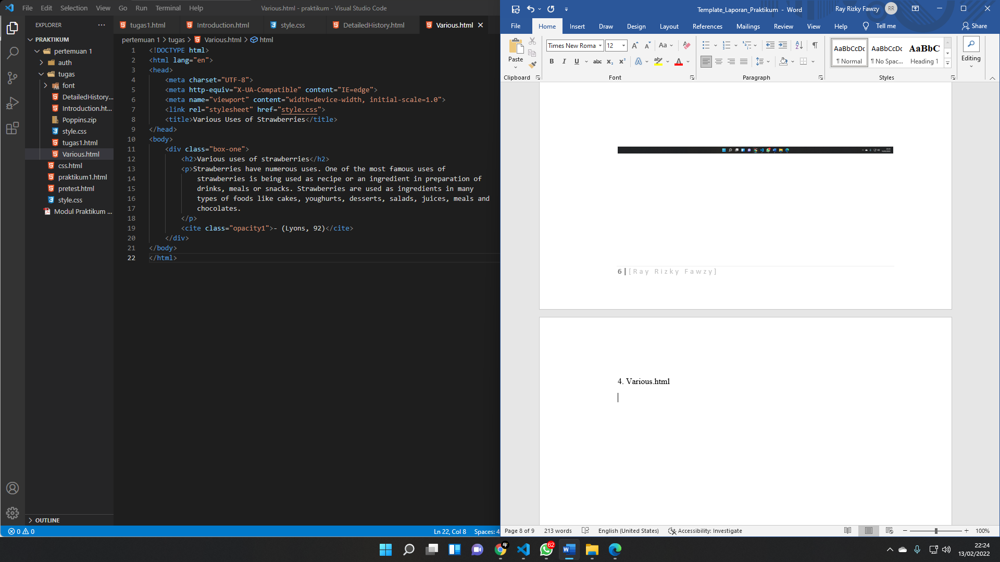 File Edit Selection View Go Run Terminal Help
Various.html - praktikum - Visual Studio Code
EXPLORER
PRAKTIKUM
pertemuan 1
auth
tugas
font
DetailedHistory...
Introduction.ht...
Poppins.zip
style.css
tugas1.html
Various.html
css.html
praktikum1.html
pretest.html
style.css
Modul Praktikum ...
OUTLINE
tugas1.html Introduction.html style.css DetailedHistory.html Various.html
pertemuan 1 > tugas > Various.html > html
1 <!DOCTYPE html>
2 <html lang="en">
3 <head>
4 <meta charset="UTF-8">
5 <meta http-equiv="X-UA-Compatible" content="IE=edge">
6 <meta name="viewport" content="width=device-width, initial-scale=1.0">
7 <link rel="stylesheet" href="style.css">
8 <title>Various Uses of Strawberries</title>
9 </head>
10 <body>
11 <div class="box-one">
12 <h2>Various uses of strawberries</h2>
13 <p>Strawberries have numerous uses. One of the most famous uses of
14 strawberries is being used as recipe or an ingredient in preparation of
15 drinks, meals or snacks. Strawberries are used as ingredients in many
16 types of foods like cakes, youghurts, desserts, salads, juices, meals and
17 chocolates.
18 </p>
19 <cite class="opacity1">- (Lyons, 92)</cite>
20 </div>
21 </body>
22 </html>
0 0
Ln 22, Col 8 Spaces: 4
Template_Laporan_Praktikum - Word
Ray Rizky Fawzy RR
File Home Insert Draw Design Layout References Mailings Review View Help Tell me Share
Paste
Clipboard
Times New Roma 12
Font
Paragraph
AaBbCcDc AaBbCcDc AaBbC
¶ Normal ¶ No Spac... Heading 1
Styles
Editing
6 | [Ray Rizky Fawzy]
4. Various.html
Page 8 of 9 213 words English (United States) Accessibility: Investigate 100%
62
22:24
13/02/2022